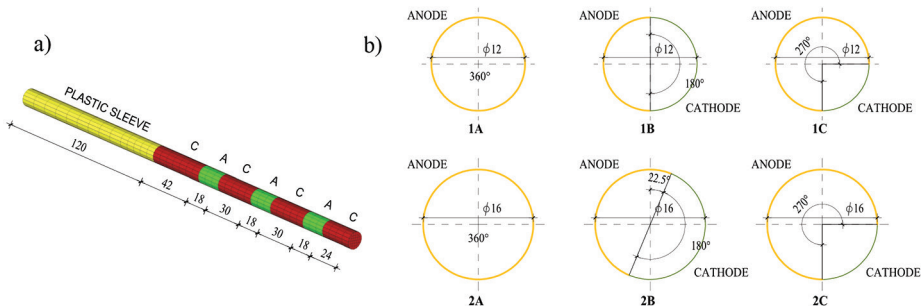 a)
PLASTIC SLEEVE
C
A
C
A
C
A
C
120
42
18
30
18
30
18
24
b)
ANODE
ϕ12
360°
1A
ANODE
ϕ12
180°
CATHODE
1B
ANODE
270°
ϕ12
CATHODE
1C
ANODE
ϕ16
360°
2A
ANODE
22.5°
ϕ16
180°
CATHODE
2B
ANODE
270°
ϕ16
CATHODE
2C